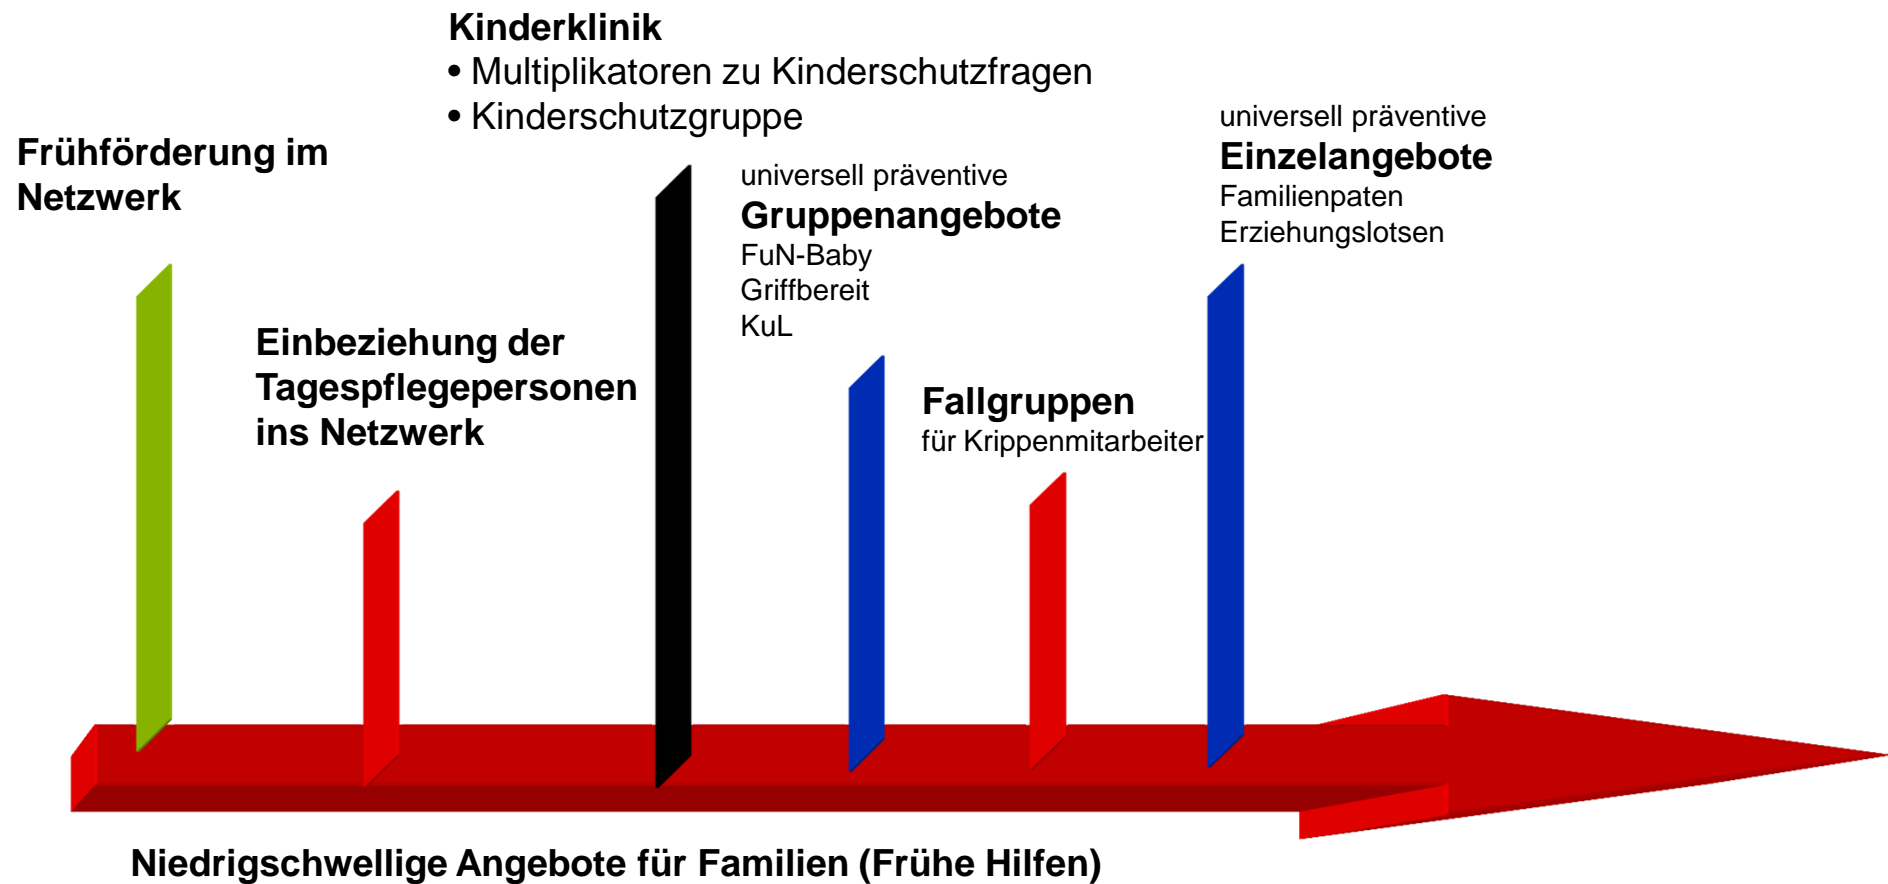 Kinderklinik
• Multiplikatoren zu Kinderschutzfragen
• Kinderschutzgruppe
Frühförderung im
Netzwerk
universell präventive
Gruppenangebote
FuN-Baby
Griffbereit
KuL
universell präventive
Einzelangebote
Familienpaten
Erziehungslotsen
Einbeziehung der
Tagespflegepersonen
ins Netzwerk
Fallgruppen
für Krippenmitarbeiter
Niedrigschwellige Angebote für Familien (Frühe Hilfen)